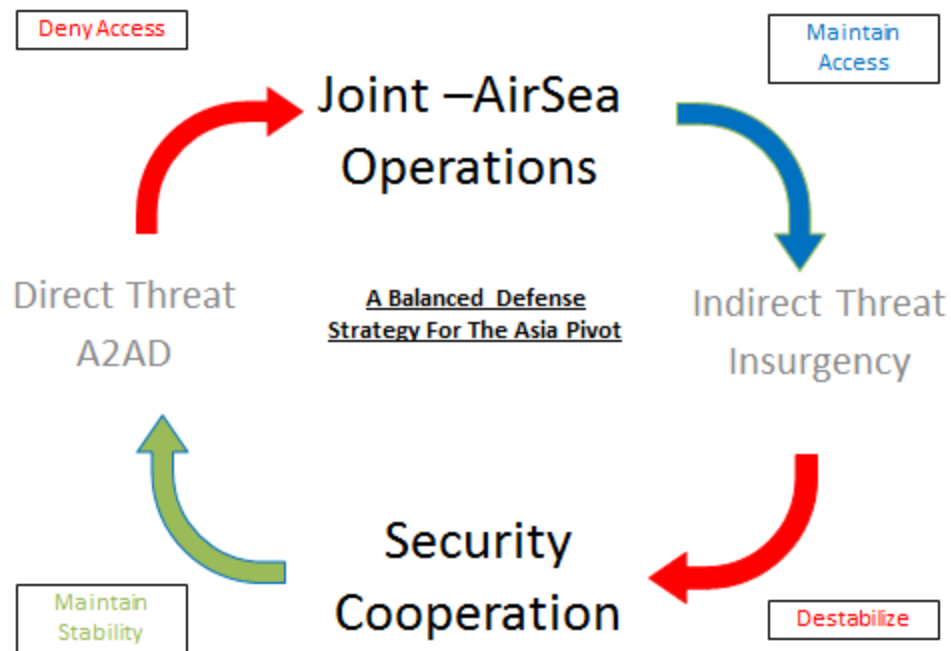 Deny Access
Maintain
Access
Joint –AirSea
Operations
Direct Threat
A2AD
A Balanced Defense
Strategy For The Asia Pivot
Indirect Threat
Insurgency
Security
Cooperation
Maintain
Stability
Destabilize